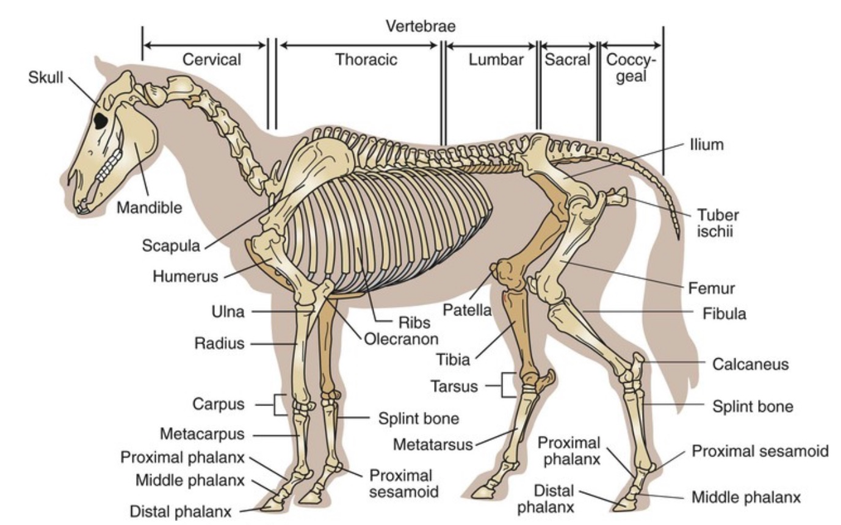 Vertebrae
Cervical
Thoracic
Lumbar
Sacral
Coccy-
geal
Skull
Mandible
Scapula
Humerus
Ulna
Radius
Carpus
Metacarpus
Proximal phalanx
Middle phalanx
Distal phalanx
Ribs
Olecranon
Splint bone
Proximal
sesamoid
Patella
Tibia
Tarsus
Metatarsus
Proximal
phalanx
Distal
phalanx
Ilium
Tuber
ischii
Femur
Fibula
Calcaneus
Splint bone
Proximal sesamoid
Middle phalanx